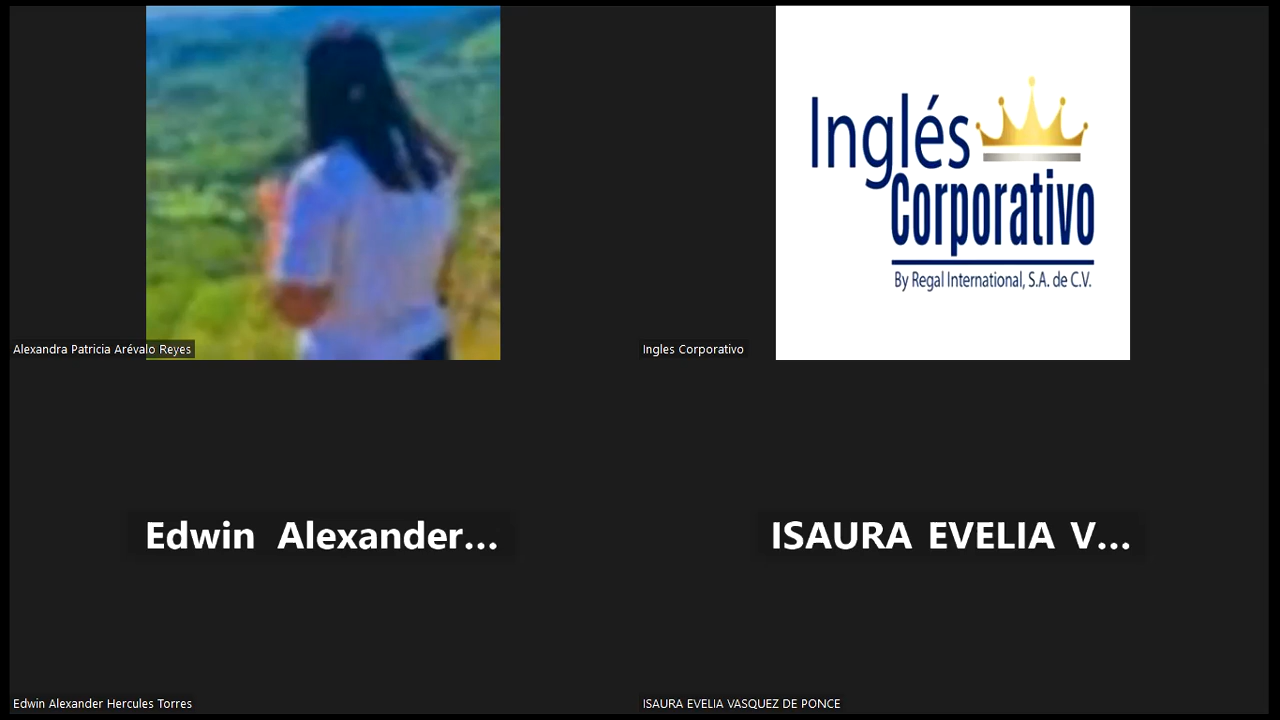 Inglés
Corporativo
By Regal International, S.A. de C.V.
Alexandra Patricia Arévalo Reyes
Ingles Corporativo
Edwin Alexander...
ISAURA EVELIA V...
Edwin Alexander Hercules Torres
ISAURA EVELIA VASQUEZ DE PONCE